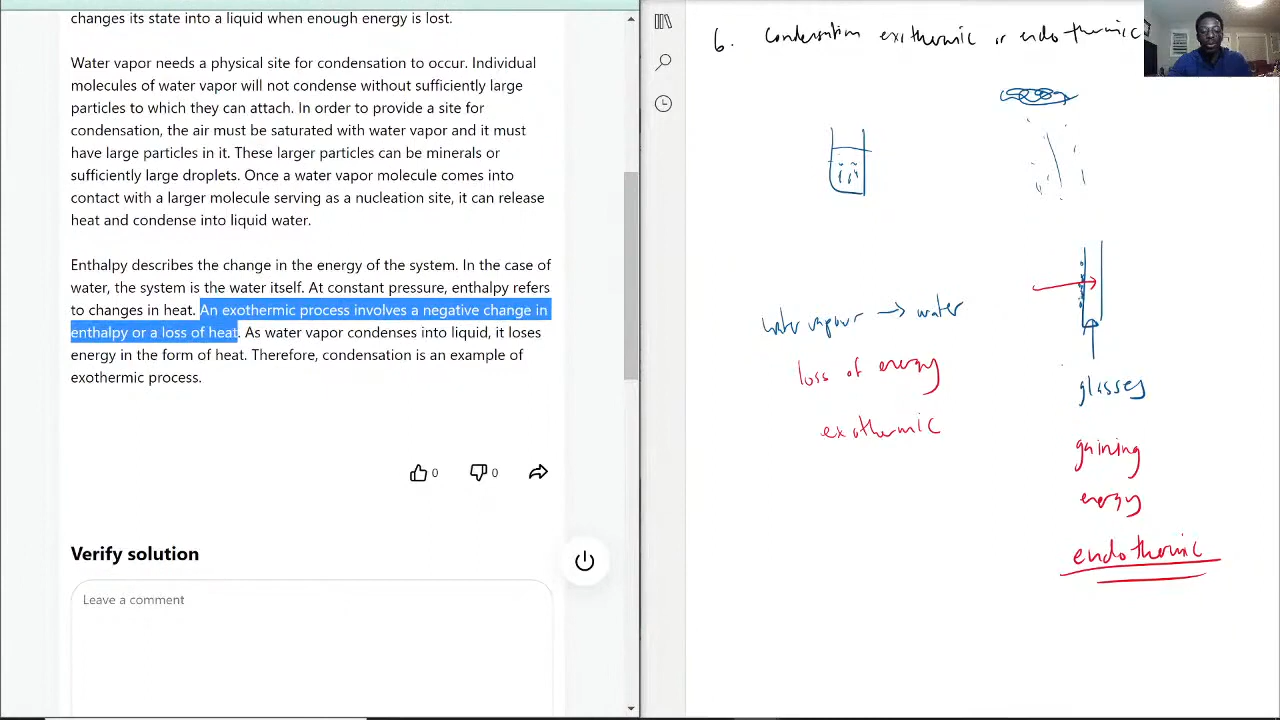 changes its state into a liquid when enough energy is lost.
Water vapor needs a physical site for condensation to occur. Individual
molecules of water vapor will not condense without sufficiently large
particles to which they can attach. In order to provide a site for
condensation, the air must be saturated with water vapor and it must
have large particles in it. These larger particles can be minerals or
sufficiently large droplets. Once a water vapor molecule comes into
contact with a larger molecule serving as a nucleation site, it can release
heat and condense into liquid water.
Enthalpy describes the change in the energy of the system. In the case of
water, the system is the water itself. At constant pressure, enthalpy refers
to changes in heat. An exothermic process involves a negative change in
enthalpy or a loss of heat. As water vapor condenses into liquid, it loses
energy in the form of heat. Therefore, condensation is an example of
exothermic process.
0 0
Verify solution
Leave a comment
6. Condensation exothermic or endothermic
water vapour → water
loss of energy
exothermic
glasses
gaining
energy
endothermic